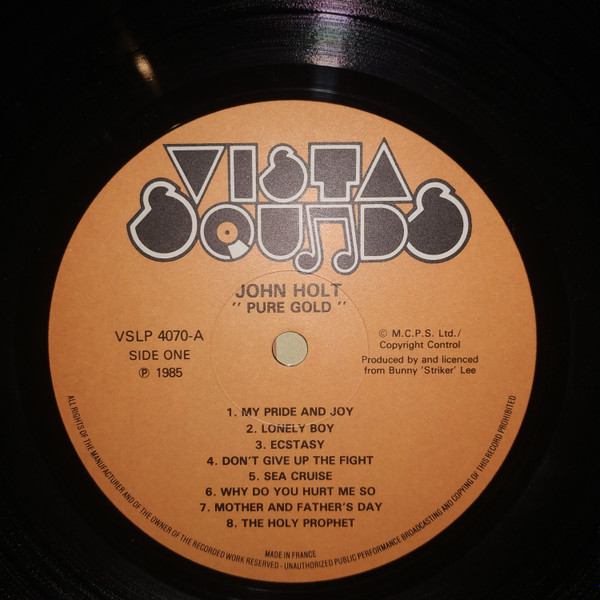 VISTA
SOUNDS
JOHN HOLT
" PURE GOLD "
VSLP 4070-A
SIDE ONE
℗ 1985
© M.C.P.S. Ltd./
Copyright Control
Produced by and licenced
from Bunny 'Striker' Lee
1. MY PRIDE AND JOY
2. LONELY BOY
3. ECSTASY
4. DON'T GIVE UP THE FIGHT
5. SEA CRUISE
6. WHY DO YOU HURT ME SO
7. MOTHER AND FATHER'S DAY
8. THE HOLY PROPHET
MADE IN FRANCE
ALL RIGHTS OF THE MANUFACTURER AND OF THE OWNER OF THE RECORDED WORK RESERVED - UNAUTHORIZED PUBLIC PERFORMANCE BROADCASTING AND COPYING OF THIS RECORD PROHIBITED